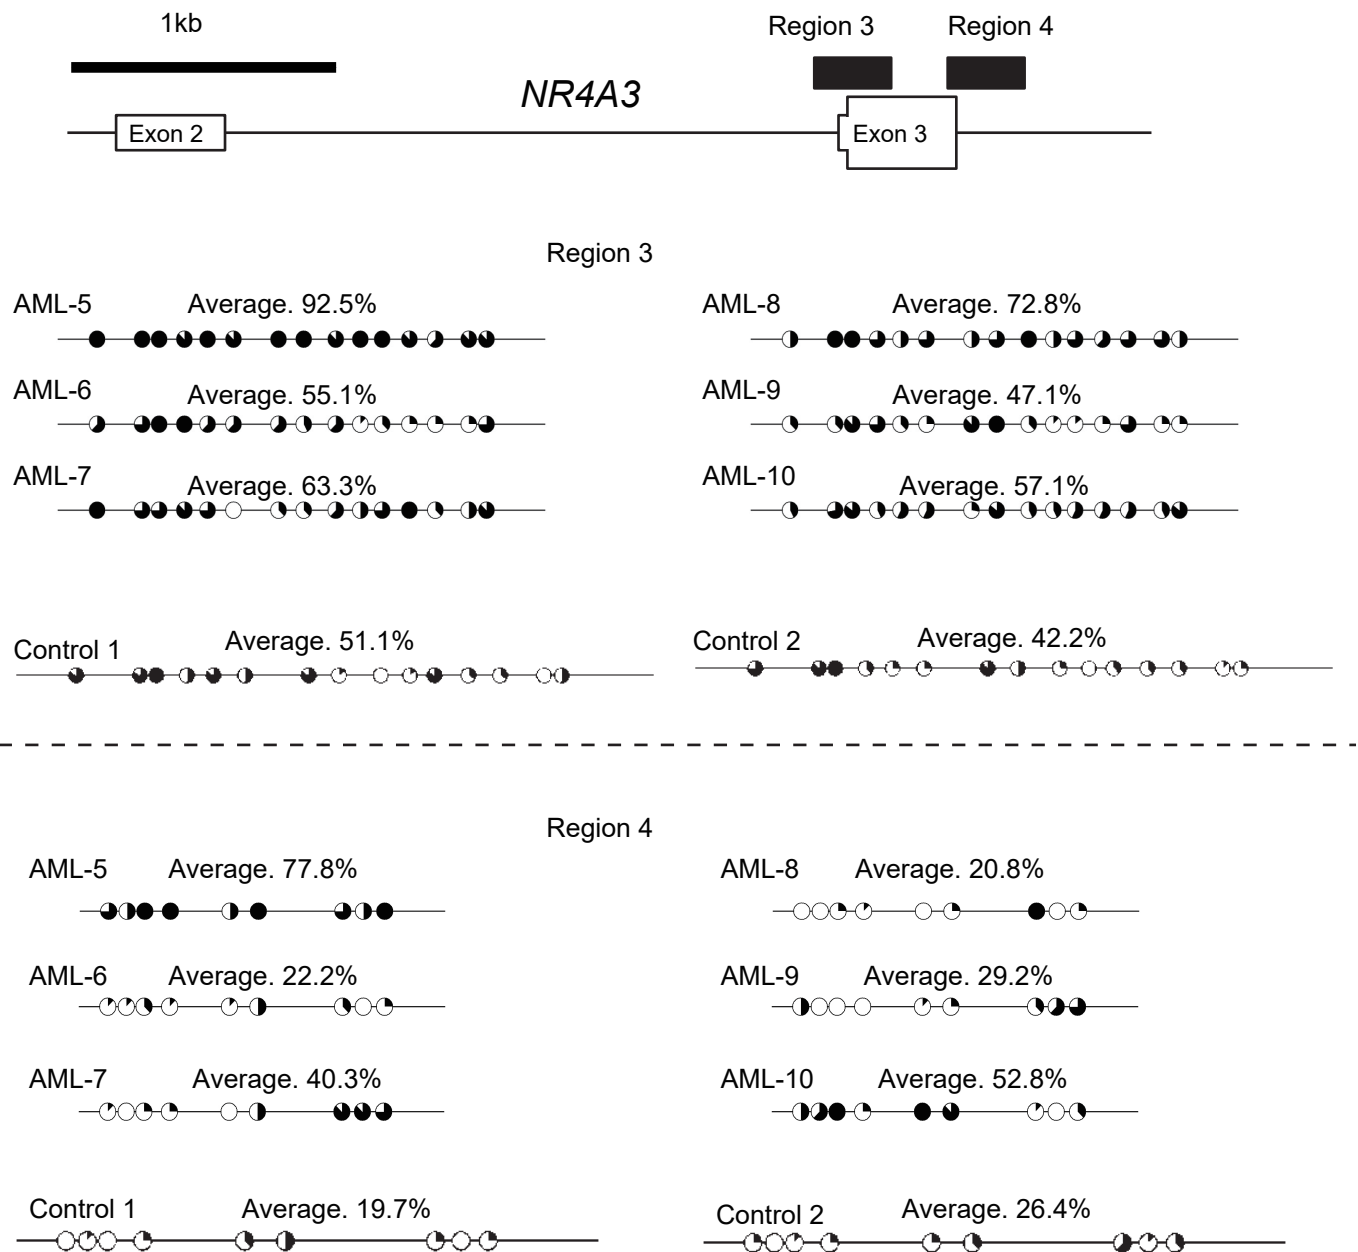 1kb
Region 3
Region 4
NR4A3
Exon 2
Exon 3
Region 3
AML-5
Average. 92.5%
AML-8
Average. 72.8%
AML-6
Average. 55.1%
AML-9
Average. 47.1%
AML-7
Average. 63.3%
AML-10
Average. 57.1%
Control 1
Average. 51.1%
Control 2
Average. 42.2%
Region 4
AML-5
Average. 77.8%
AML-8
Average. 20.8%
AML-6
Average. 22.2%
AML-9
Average. 29.2%
AML-7
Average. 40.3%
AML-10
Average. 52.8%
Control 1
Average. 19.7%
Control 2
Average. 26.4%